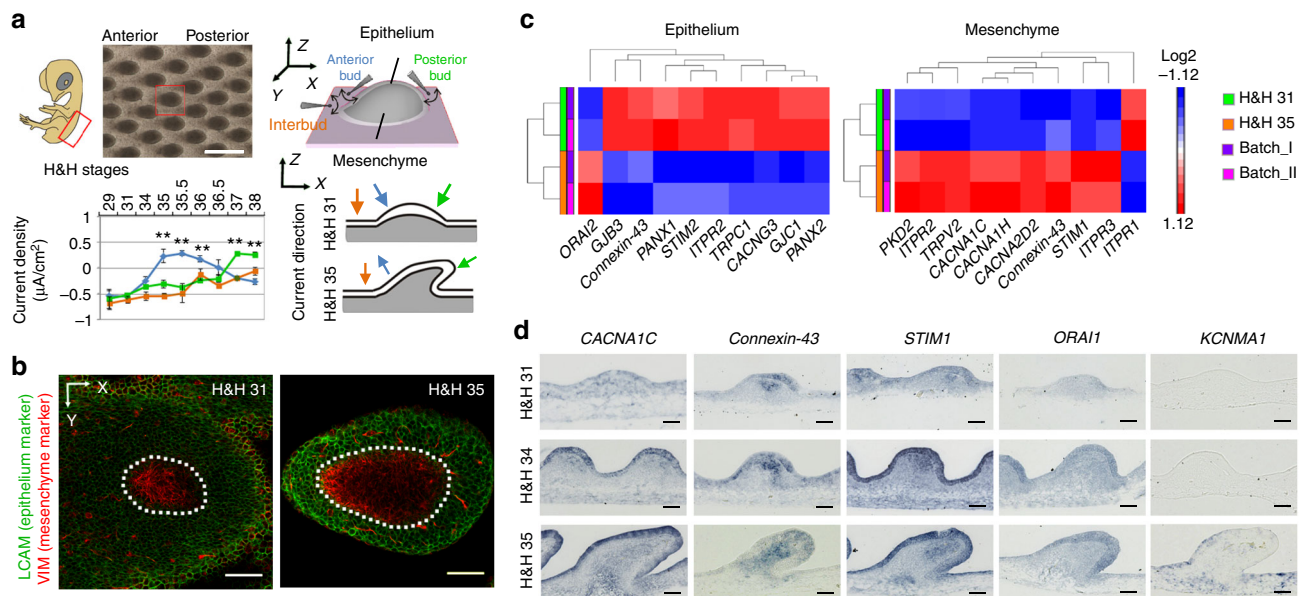 a
Anterior Posterior
Z
X
Y
Epithelium
Anterior bud
Posterior bud
Interbud
H&H stages
29 31 34 35 35.5 36 36.5 37 38
Current density (µA/cm²)
1
0.5
0
–0.5
–1
** ** ** ** **
Mesenchyme
Z
X
Current direction
H&H 31
H&H 35
b
LCAM (epithelium marker)
VIM (mesenchyme marker)
X
Y
H&H 31
H&H 35
c
Epithelium
ORAI2 GJB3 Connexin-43 PANX1 STIM2 ITPR2 TRPC1 CACNG3 GJC1 PANX2
Mesenchyme
PKD2 ITPR2 TRPV2 CACNA1C CACNA1H CACNA2D2 Connexin-43 STIM1 ITPR3 ITPR1
Log2
–1.12
1.12
H&H 31
H&H 35
Batch_I
Batch_II
d
CACNA1C Connexin-43 STIM1 ORAI1 KCNMA1
H&H 31
H&H 34
H&H 35